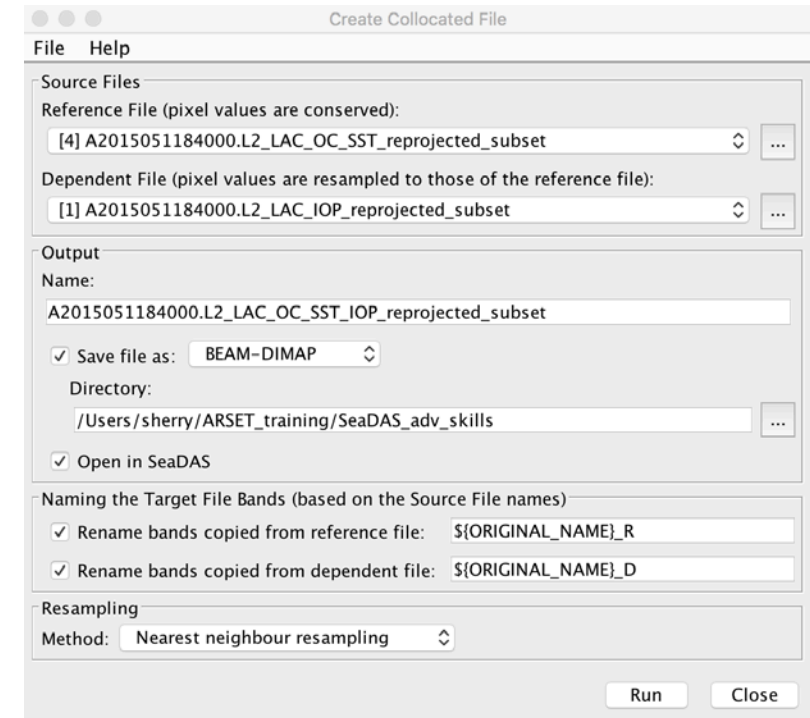 Create Collocated File
File Help
Source Files
Reference File (pixel values are conserved):
[4] A2015051184000.L2_LAC_OC_SST_reprojected_subset
...
Dependent File (pixel values are resampled to those of the reference file):
[1] A2015051184000.L2_LAC_IOP_reprojected_subset
...
Output
Name:
A2015051184000.L2_LAC_OC_SST_IOP_reprojected_subset
Save file as: BEAM-DIMAP
Directory:
/Users/sherry/ARSET_training/SeaDAS_adv_skills
...
Open in SeaDAS
Naming the Target File Bands (based on the Source File names)
Rename bands copied from reference file: ${ORIGINAL_NAME}_R
Rename bands copied from dependent file: ${ORIGINAL_NAME}_D
Resampling
Method: Nearest neighbour resampling
Run Close